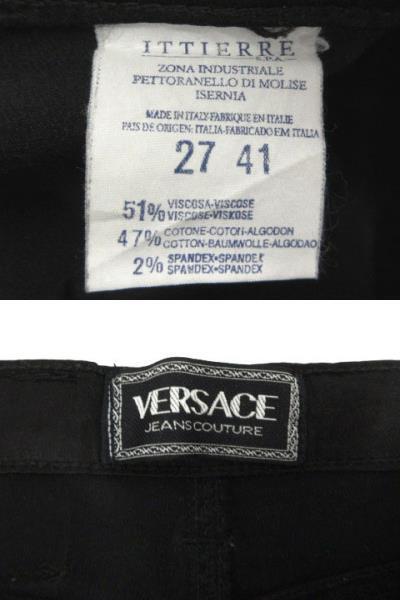 ITTIERRE
S.P.A.
ZONA INDUSTRIALE
PETTORANELLO DI MOLISE
ISERNIA
MADE IN ITALY-FABRIQUE EN ITALIE
PAIS DE ORIGEN: ITALIA-FABRICADO EM ITALIA
27 41
51% VISCOSA-VISCOSE
VISCOSE-VISKOSE
47% COTONE-COTON-ALGODON
COTTON-BAUMWOLLE-ALGODAO
2% SPANDEX-SPANDEX
SPANDEX-SPANDEX
VERSACE
JEANS COUTURE